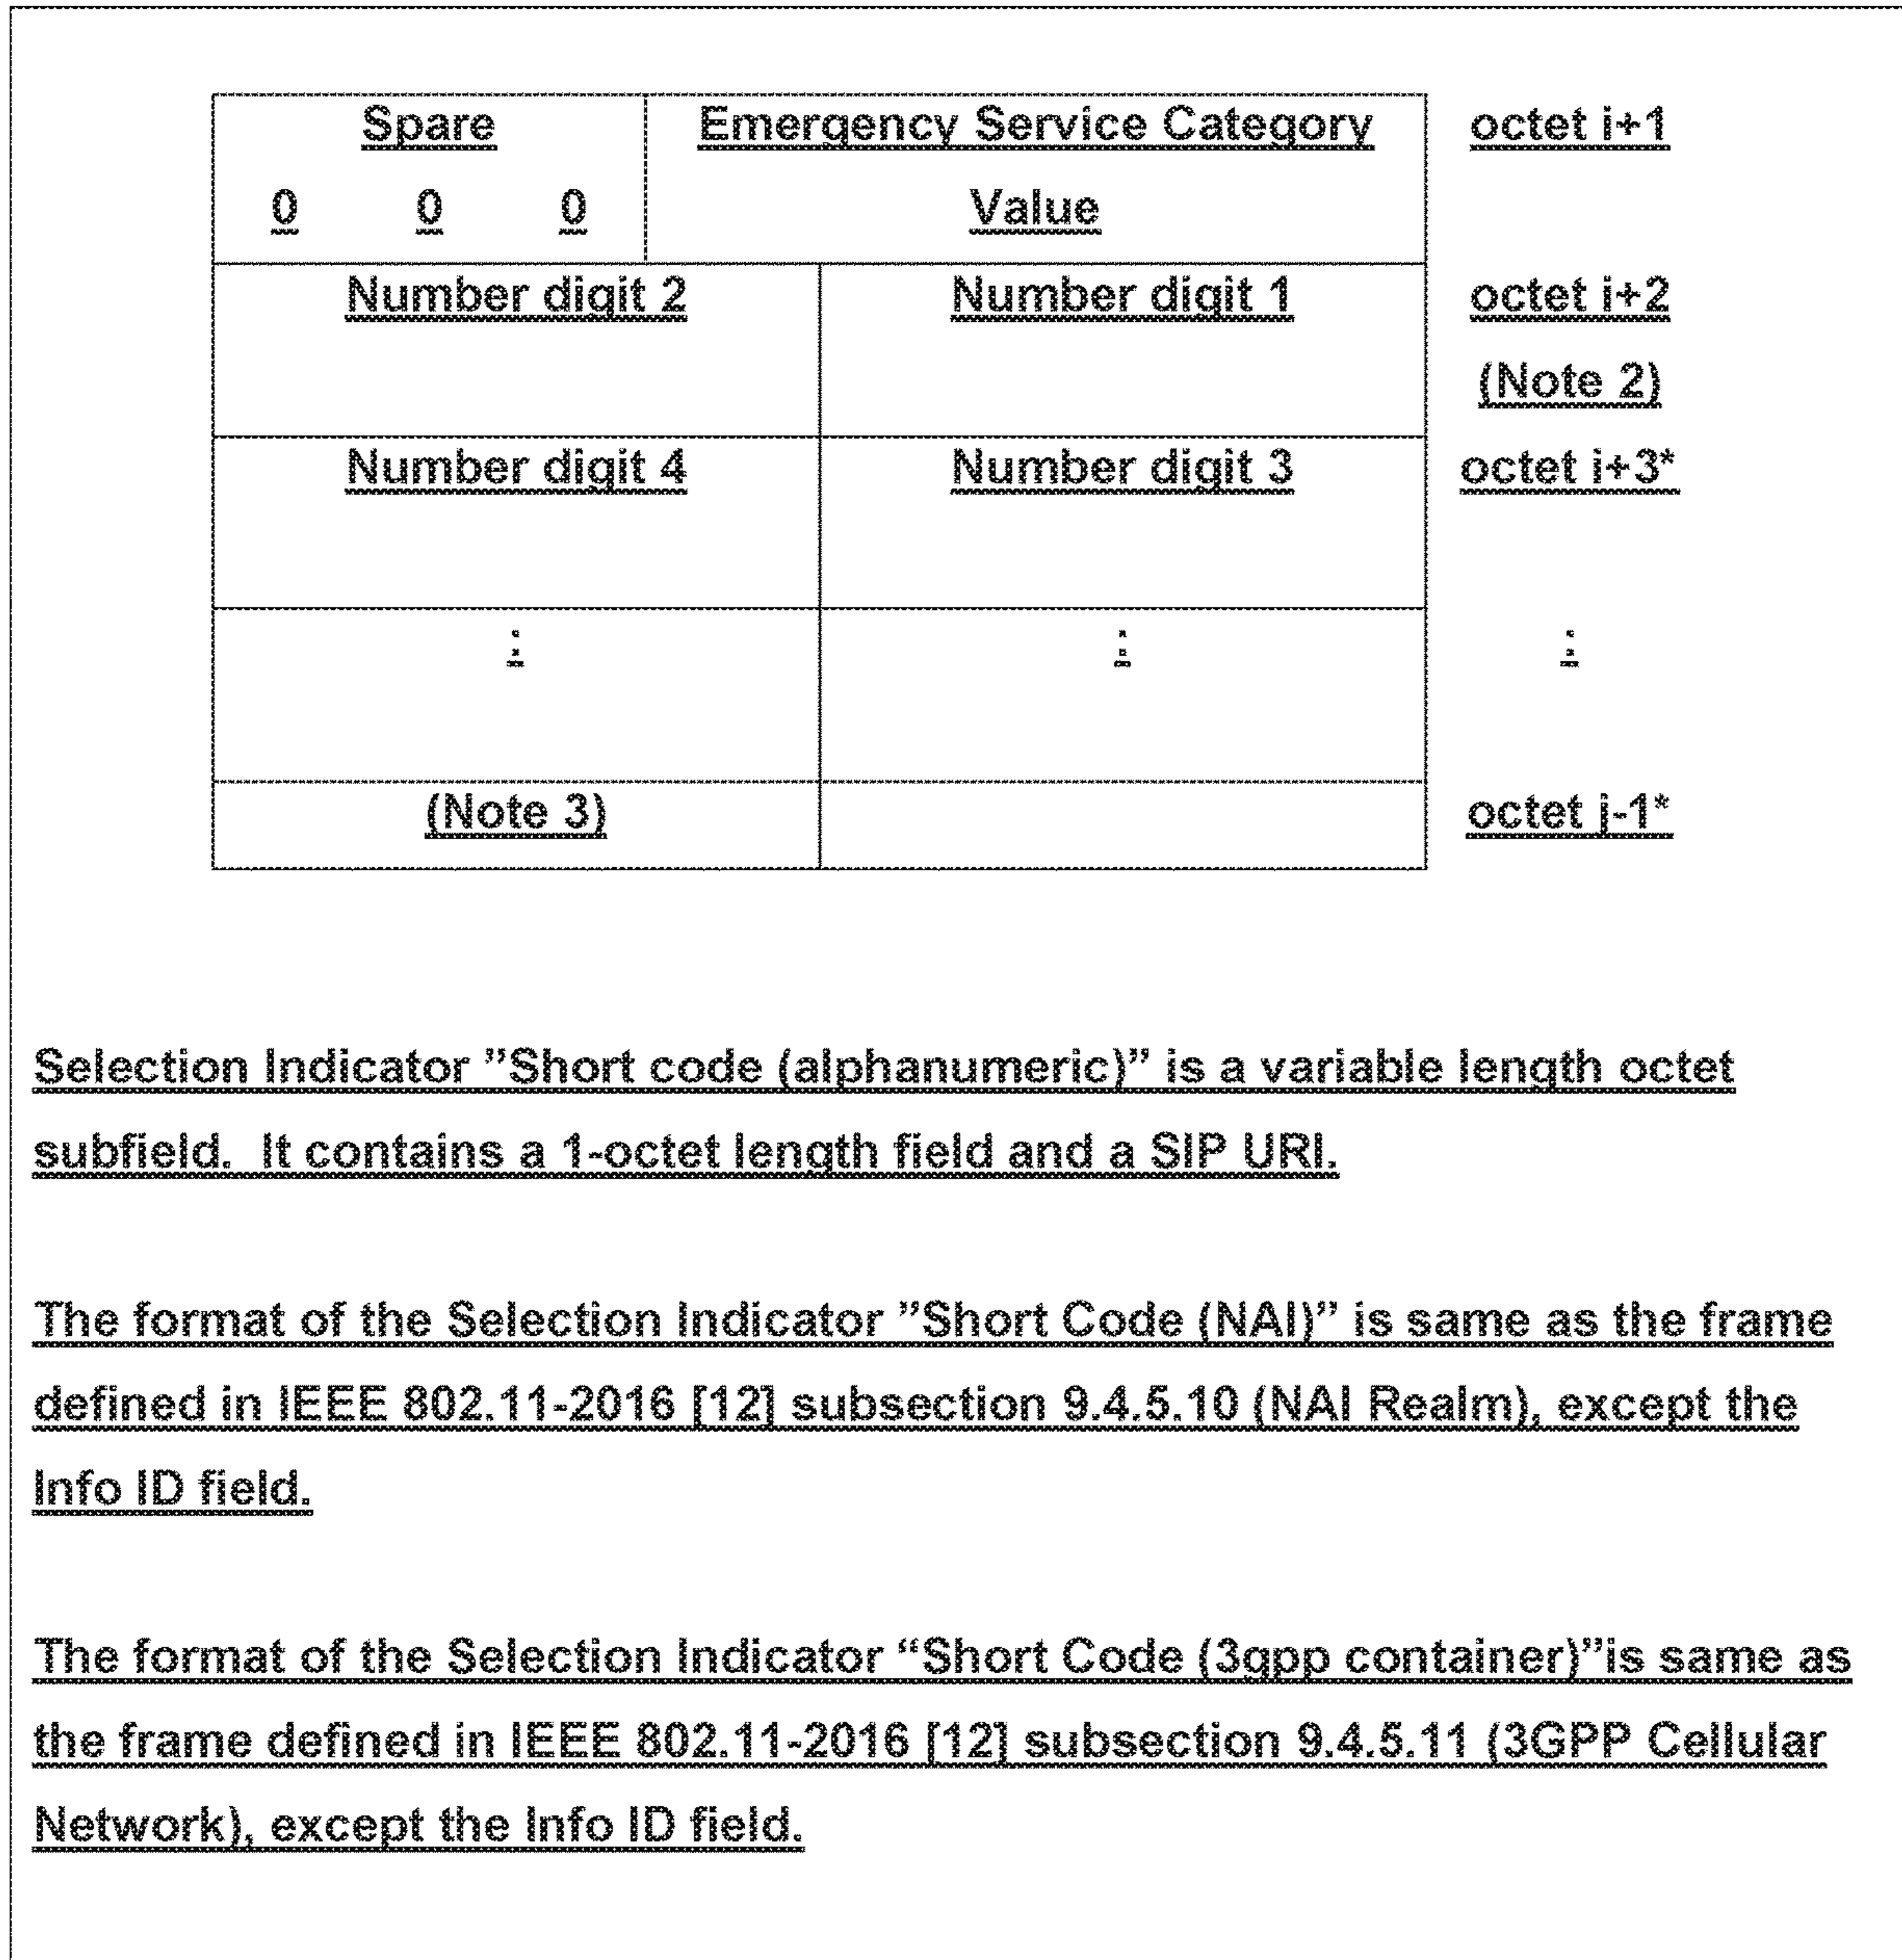 Spare Emergency Service Category octet i+1
0 0 0 Value
Number digit 2 Number digit 1 octet i+2
(Note 2)
Number digit 4 Number digit 3 octet i+3*
: : :
(Note 3) octet j-1*
Selection Indicator ”Short code (alphanumeric)” is a variable length octet
subfield. It contains a 1-octet length field and a SIP URI.
The format of the Selection Indicator ”Short Code (NAI)” is same as the frame
defined in IEEE 802.11-2016 [12] subsection 9.4.5.10 (NAI Realm), except the
Info ID field.
The format of the Selection Indicator “Short Code (3gpp container)”is same as
the frame defined in IEEE 802.11-2016 [12] subsection 9.4.5.11 (3GPP Cellular
Network), except the Info ID field.